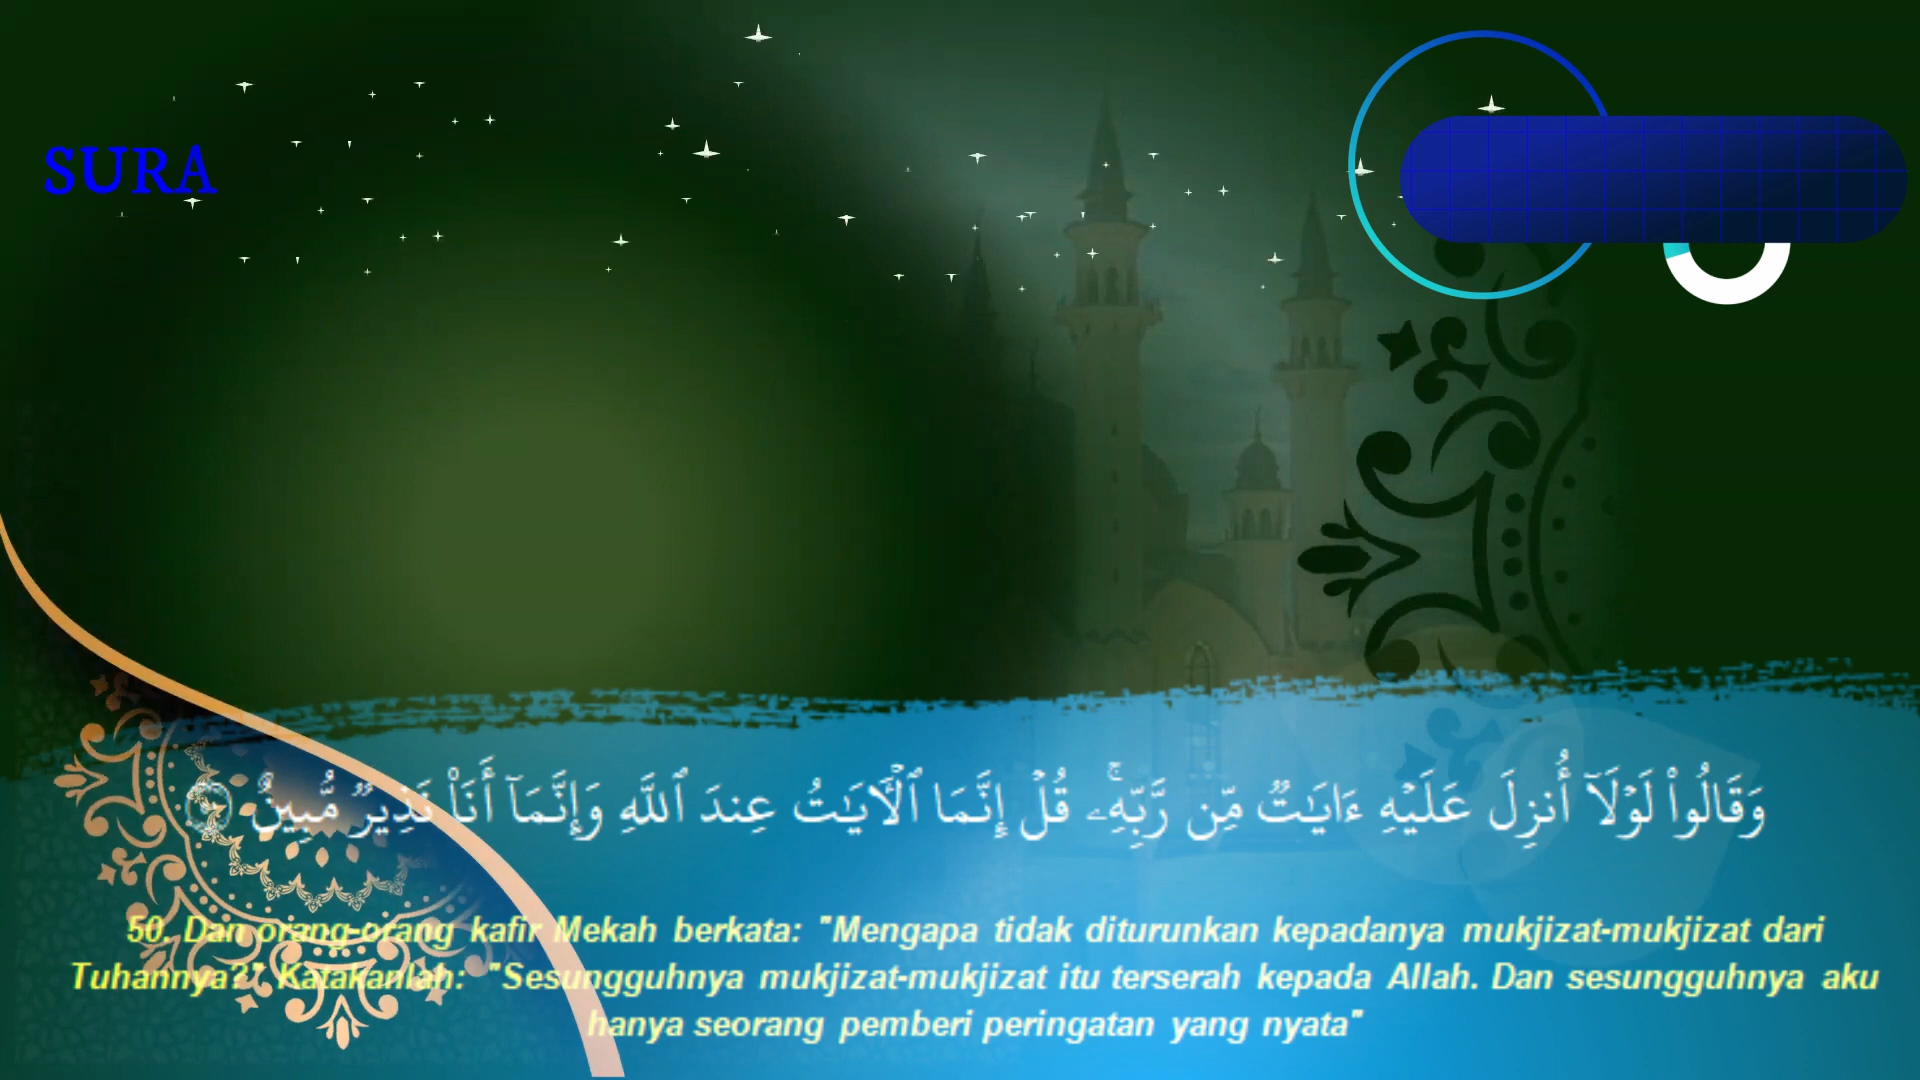 SURA
وَقَالُوا۟ لَوْلَآ أُنزِلَ عَلَيْهِ ءَايَـٰتٌ مِّن رَّبِّهِۦ ۖ قُلْ إِنَّمَا ٱلْـَٔايَـٰتُ عِندَ ٱللَّهِ وَإِنَّمَآ أَنَا۠ نَذِيرٌ مُّبِينٌ
50. Dan orang-orang kafir Mekah berkata: "Mengapa tidak diturunkan kepadanya mukjizat-mukjizat dari
Tuhannya?" Katakanlah: "Sesungguhnya mukjizat-mukjizat itu terserah kepada Allah. Dan sesungguhnya aku
hanya seorang pemberi peringatan yang nyata"